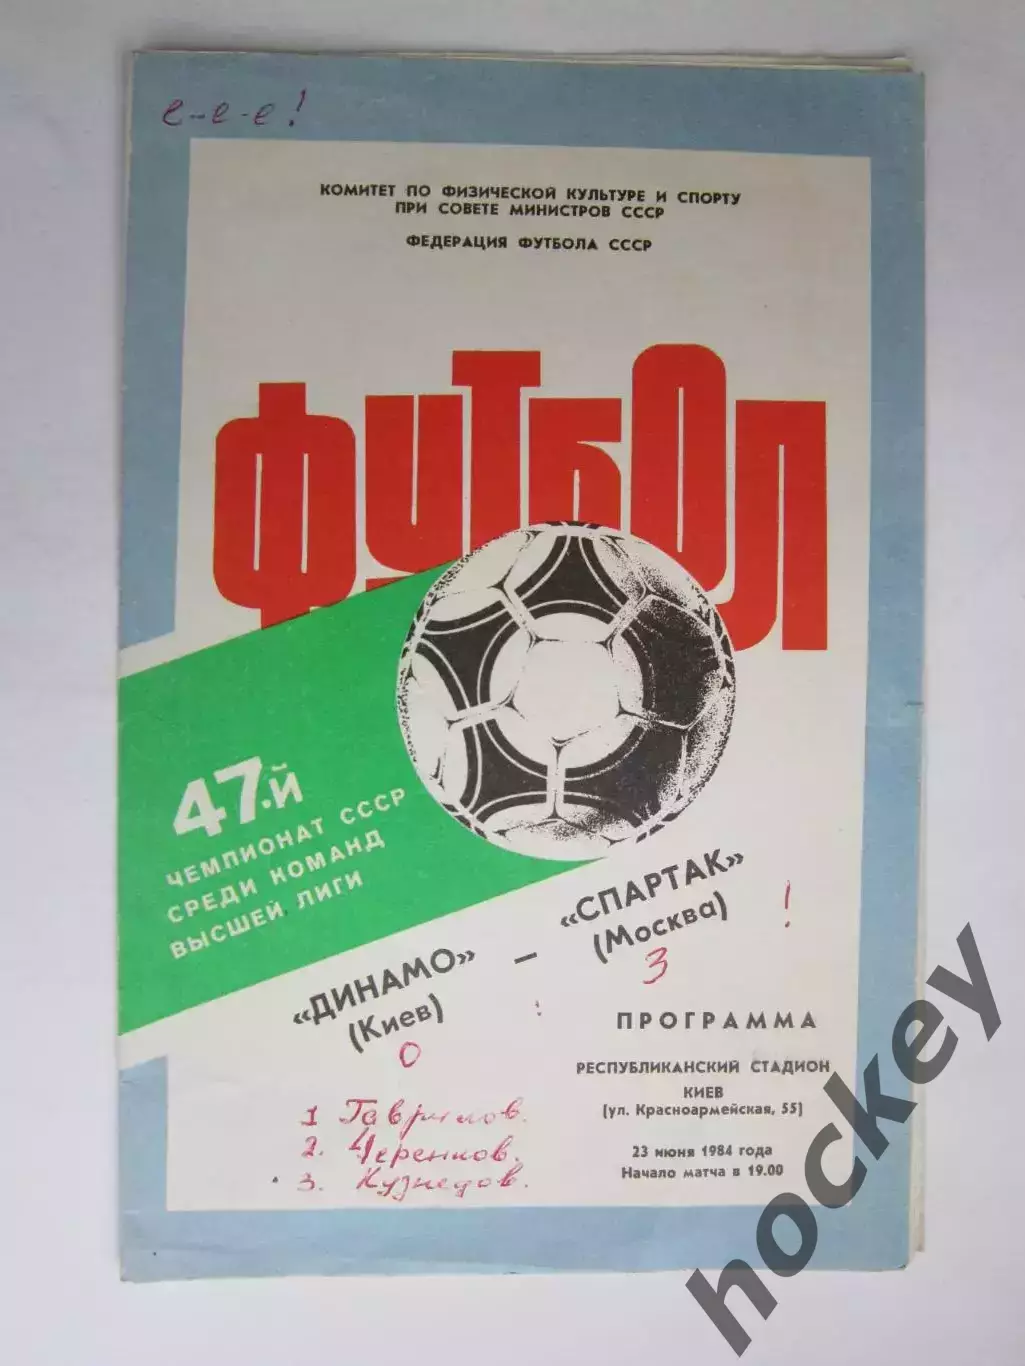 е-е-е!
КОМИТЕТ ПО ФИЗИЧЕСКОЙ КУЛЬТУРЕ И СПОРТУ
ПРИ СОВЕТЕ МИНИСТРОВ СССР
ФЕДЕРАЦИЯ ФУТБОЛА СССР
ФУТБОЛ
47-й
ЧЕМПИОНАТ СССР
СРЕДИ КОМАНД
ВЫСШЕЙ ЛИГИ
«ДИНАМО» – «СПАРТАК» !
(Киев) (Москва)
0 : 3
ПРОГРАММА
РЕСПУБЛИКАНСКИЙ СТАДИОН
КИЕВ
(ул. Красноармейская, 55)
23 июня 1984 года
Начало матча в 19.00
1 Гаврилов.
2. Черенков.
3. Кузнецов.
hockey